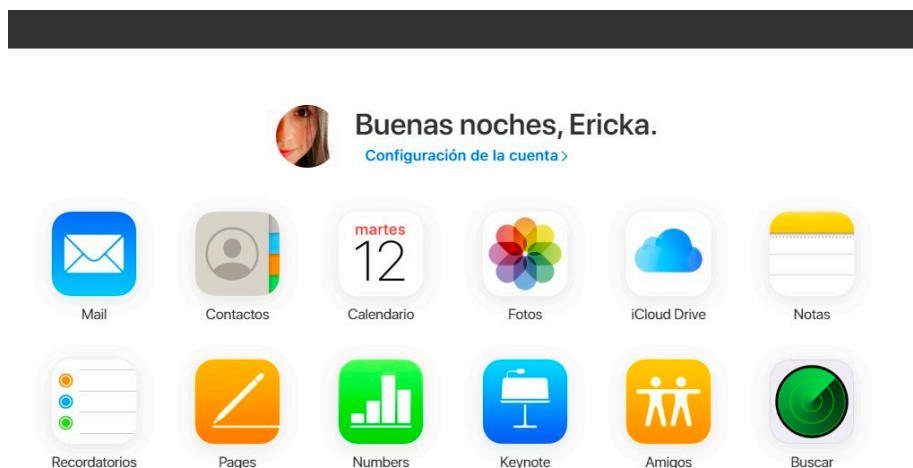 Buenas noches, Ericka.
Configuración de la cuenta >
martes
12
Mail Contactos Calendario Fotos iCloud Drive Notas
Recordatorios Pages Numbers Keynote Amigos Buscar